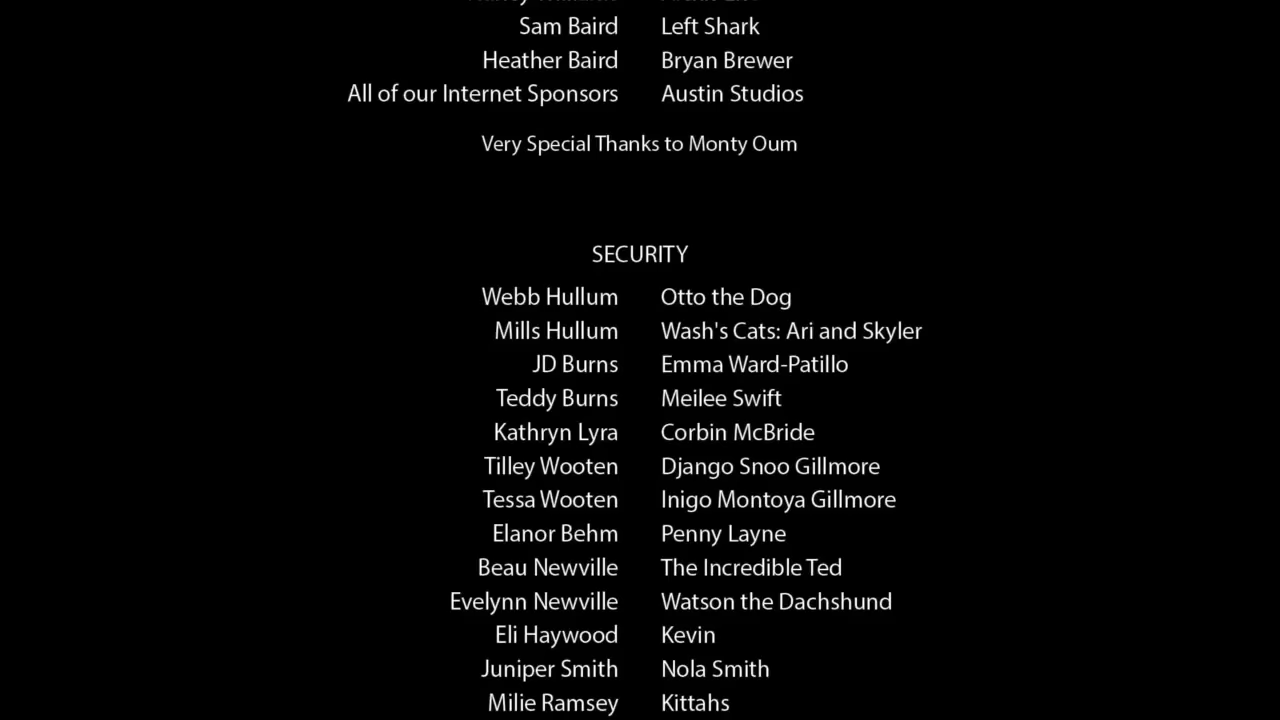 Sam Baird Left Shark
Heather Baird Bryan Brewer
All of our Internet Sponsors Austin Studios
Very Special Thanks to Monty Oum
SECURITY
Webb Hullum Otto the Dog
Mills Hullum Wash's Cats: Ari and Skyler
JD Burns Emma Ward-Patillo
Teddy Burns Meilee Swift
Kathryn Lyra Corbin McBride
Tilley Wooten Django Snoo Gillmore
Tessa Wooten Inigo Montoya Gillmore
Elanor Behm Penny Layne
Beau Newville The Incredible Ted
Evelynn Newville Watson the Dachshund
Eli Haywood Kevin
Juniper Smith Nola Smith
Milie Ramsey Kittahs